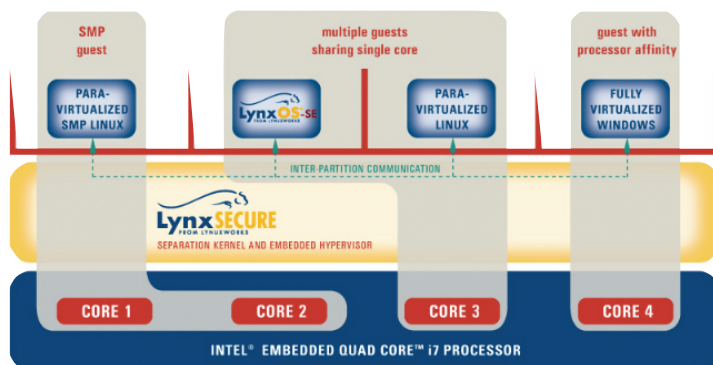 SMP
guest
multiple guests
sharing single core
guest with
processor affinity
PARA-
VIRTUALIZED
SMP LINUX
LynxOS®-SE
FROM LYNUXWORKS
PARA-
VIRTUALIZED
LINUX
FULLY
VIRTUALIZED
WINDOWS
INTER-PARTITION COMMUNICATION
LynxSECURE
FROM LYNUXWORKS
SEPARATION KERNEL AND EMBEDDED HYPERVISOR
CORE 1
CORE 2
CORE 3
CORE 4
INTEL® EMBEDDED QUAD CORE™ i7 PROCESSOR